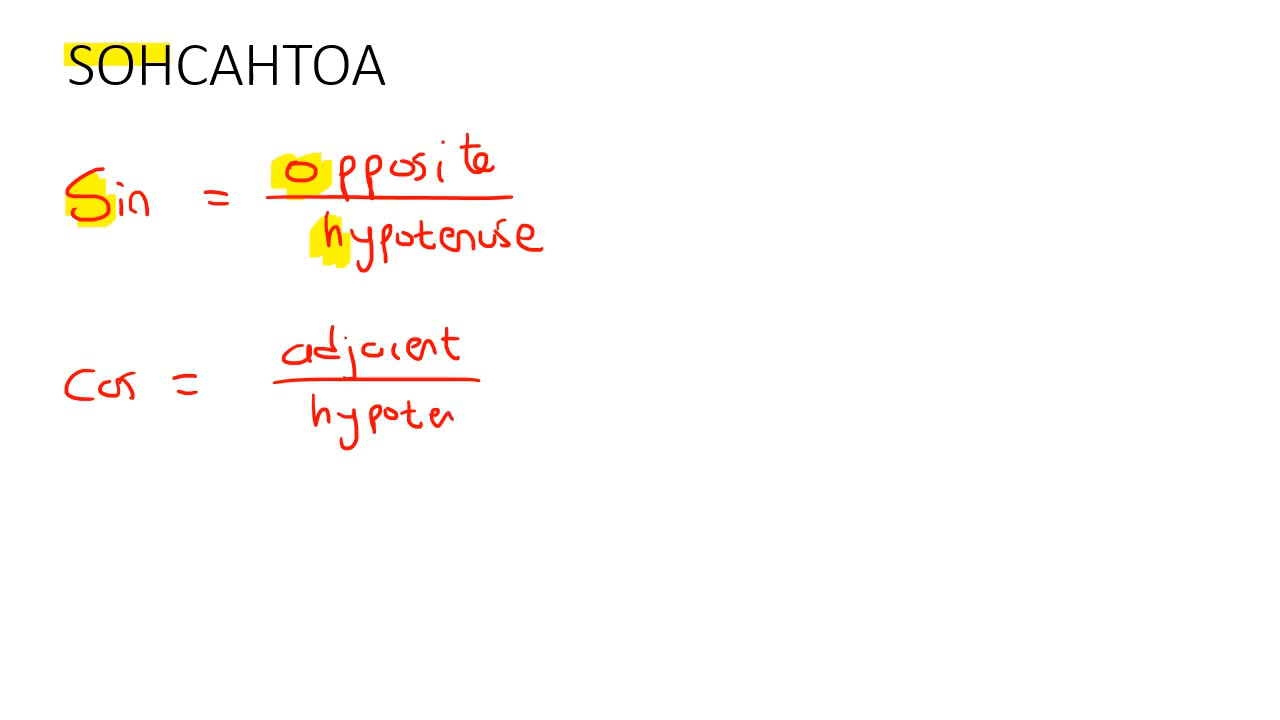 SOHCAHTOA
Sin = opposite
hypotenuse
Cos = adjacent
hypoten